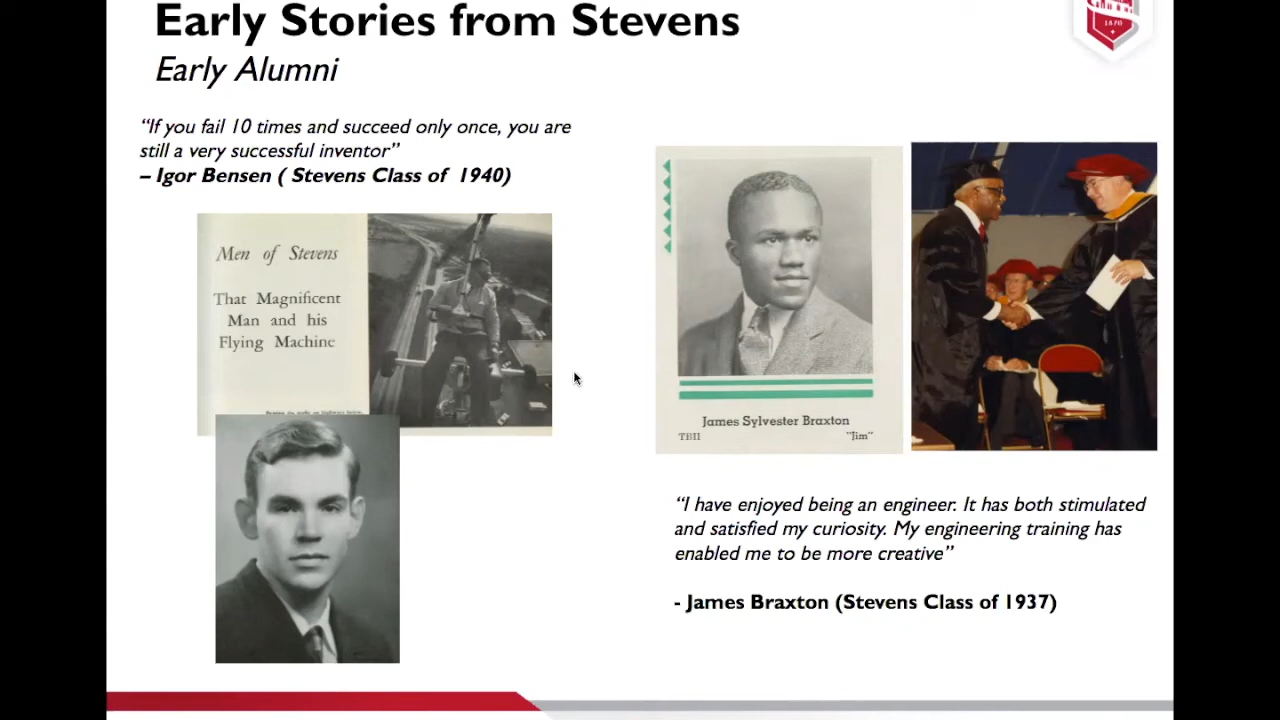 Early Stories from Stevens
Early Alumni
“If you fail 10 times and succeed only once, you are
still a very successful inventor”
– Igor Bensen ( Stevens Class of 1940)
Men of Stevens
That Magnificent
Man and his
Flying Machine
James Sylvester Braxton
TBII
"Jim"
“I have enjoyed being an engineer. It has both stimulated
and satisfied my curiosity. My engineering training has
enabled me to be more creative”
- James Braxton (Stevens Class of 1937)
1870